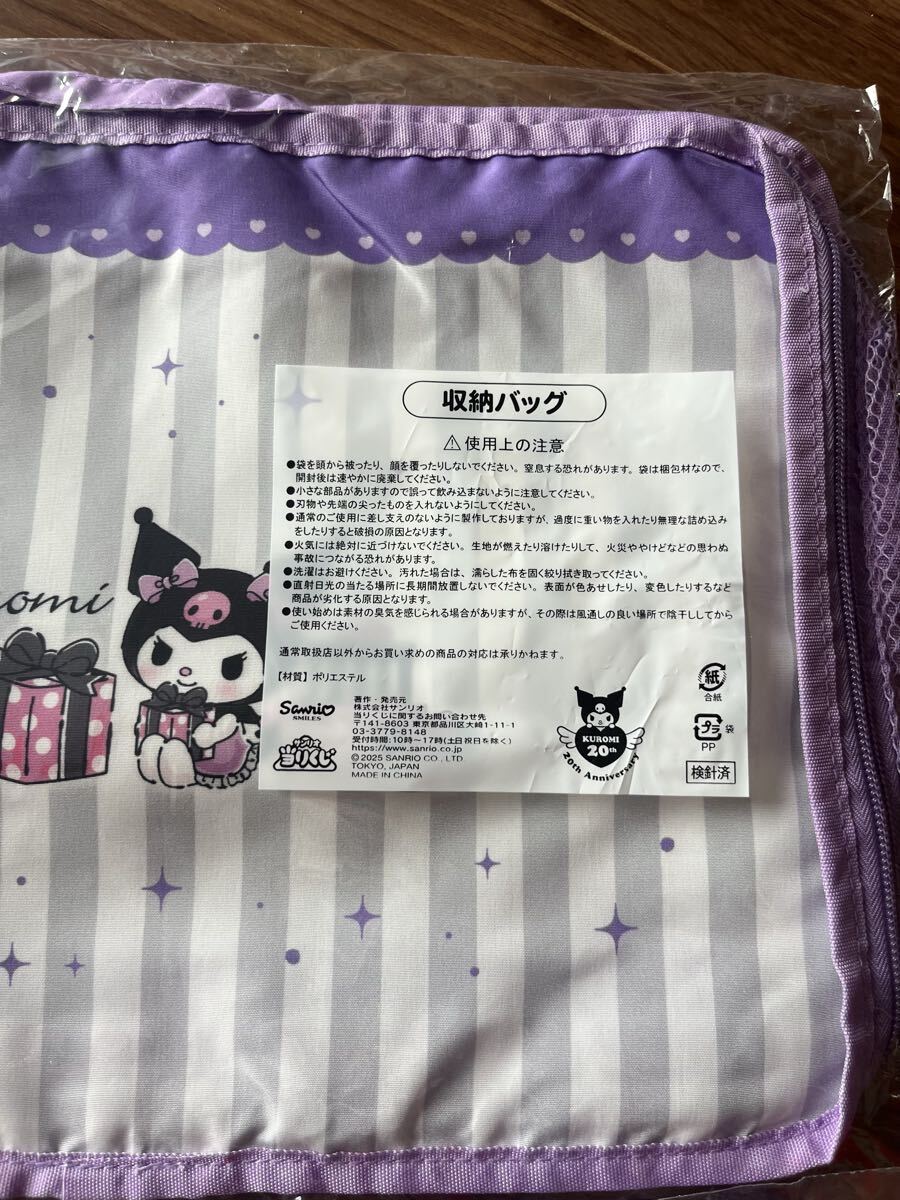 収納バッグ
⚠使用上の注意
●袋を頭から被ったり、顔を覆ったりしないでください。窒息する恐れがあります。袋は梱包材なので、
開封後は速やかに廃棄してください。
●小さな部品がありますので誤って飲み込まないように注意してください。
●刃物や先端の尖ったものを入れないようにしてください。
●通常のご使用に差し支えのないように製作しておりますが、過度に重い物を入れたり無理な詰め込み
をしたりすると破損の原因となります。
●火気には絶対に近づけないでください。生地が燃えたり溶けたりして、火災ややけどなどの思わぬ
事故につながる恐れがあります。
●洗濯はお避けください。汚れた場合は、濡らした布を固く絞り拭き取ってください。
●直射日光の当たる場所に長期間放置しないでください。表面が色あせたり、変色したりするなど
商品が劣化する原因となります。
●使い始めは素材の臭気を感じられる場合がありますが、その際は風通しの良い場所で陰干ししてから
ご使用ください。
通常取扱店以外からお買い求めの商品の対応は承りかねます。
【材質】ポリエステル
Sanrio
SMILES
サンリオ
当りくじ
著作・発売元
株式会社サンリオ
当りくじに関するお問い合わせ先
〒141-8603 東京都品川区大崎1-11-1
03-3779-8148
受付時間:10時〜17時(土日祝日を除く)
https://www.sanrio.co.jp
©2025 SANRIO CO., LTD.
TOKYO, JAPAN
MADE IN CHINA
KUROMI
20th
20th Anniversary
紙
合紙
プラ 袋
PP
検針済
omi